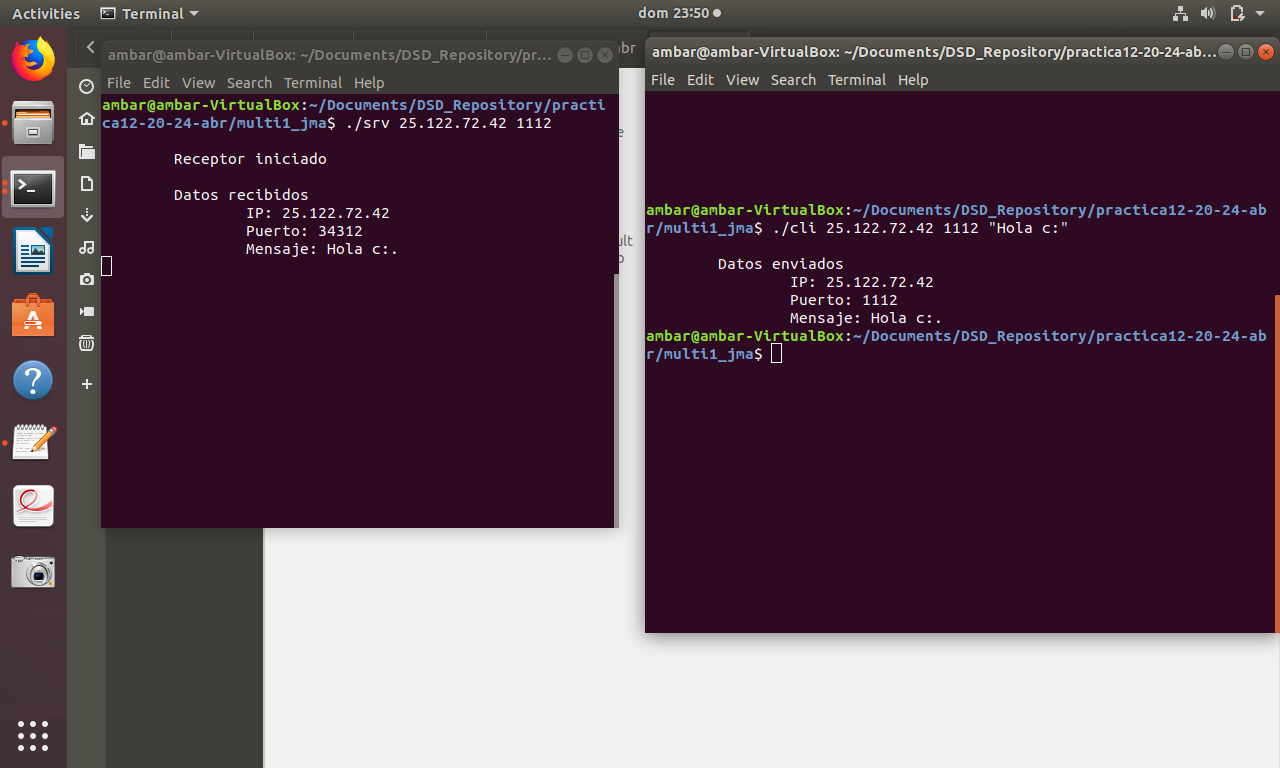 Activities
Terminal
dom 23:50
abr
ambar@ambar-VirtualBox: ~/Documents/DSD_Repository/pr...
File Edit View Search Terminal Help
ambar@ambar-VirtualBox:~/Documents/DSD_Repository/practi
ca12-20-24-abr/multi1_jma$ ./srv 25.122.72.42 1112
Receptor iniciado
Datos recibidos
IP: 25.122.72.42
Puerto: 34312
Mensaje: Hola c:.
ambar@ambar-VirtualBox: ~/Documents/DSD_Repository/practica12-20-24-ab...
File Edit View Search Terminal Help
ambar@ambar-VirtualBox:~/Documents/DSD_Repository/practica12-20-24-ab
r/multi1_jma$ ./cli 25.122.72.42 1112 "Hola c:"
Datos enviados
IP: 25.122.72.42
Puerto: 1112
Mensaje: Hola c:.
ambar@ambar-VirtualBox:~/Documents/DSD_Repository/practica12-20-24-ab
r/multi1_jma$